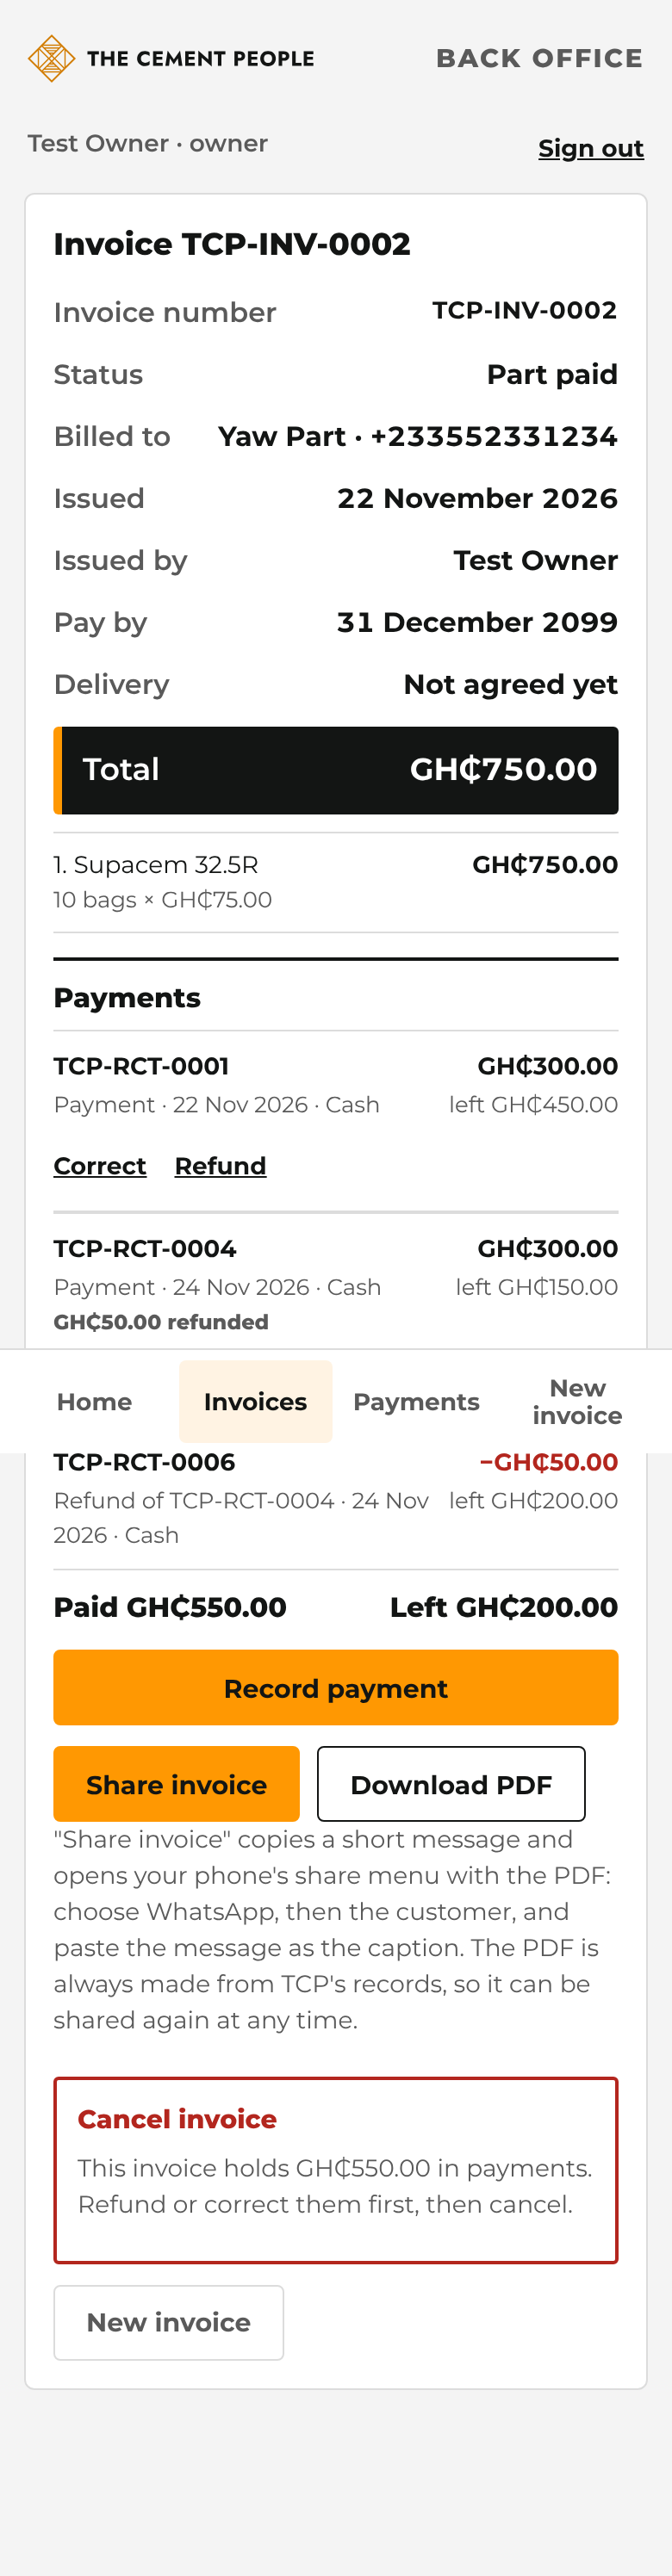 THE CEMENT PEOPLE
BACK OFFICE
Test Owner · owner
Sign out
Invoice TCP-INV-0002
Invoice number TCP-INV-0002
Status Part paid
Billed to Yaw Part · +233552331234
Issued 22 November 2026
Issued by Test Owner
Pay by 31 December 2099
Delivery Not agreed yet
Total GH₵750.00
1. Supacem 32.5R GH₵750.00
10 bags × GH₵75.00
Payments
TCP-RCT-0001 GH₵300.00
Payment · 22 Nov 2026 · Cash left GH₵450.00
Correct Refund
TCP-RCT-0004 GH₵300.00
Payment · 24 Nov 2026 · Cash left GH₵150.00
GH₵50.00 refunded
Home Invoices Payments New
invoice
TCP-RCT-0006 −GH₵50.00
Refund of TCP-RCT-0004 · 24 Nov left GH₵200.00
2026 · Cash
Paid GH₵550.00 Left GH₵200.00
Record payment
Share invoice Download PDF
"Share invoice" copies a short message and
opens your phone's share menu with the PDF:
choose WhatsApp, then the customer, and
paste the message as the caption. The PDF is
always made from TCP's records, so it can be
shared again at any time.
Cancel invoice
This invoice holds GH₵550.00 in payments.
Refund or correct them first, then cancel.
New invoice